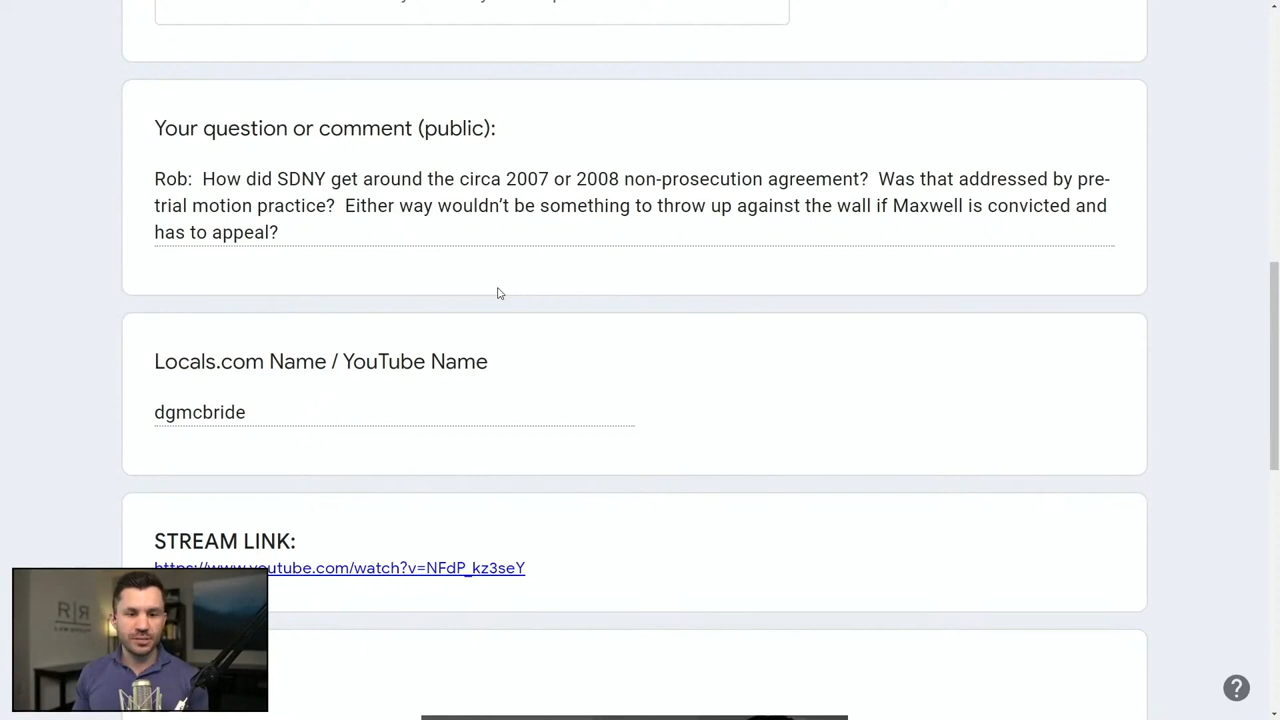 Your question or comment (public):
Rob:  How did SDNY get around the circa 2007 or 2008 non-prosecution agreement?  Was that addressed by pre-
trial motion practice?  Either way wouldn’t be something to throw up against the wall if Maxwell is convicted and
has to appeal?
Locals.com Name / YouTube Name
dgmcbride
STREAM LINK:
https://www.youtube.com/watch?v=NFdP_kz3seY
R|R